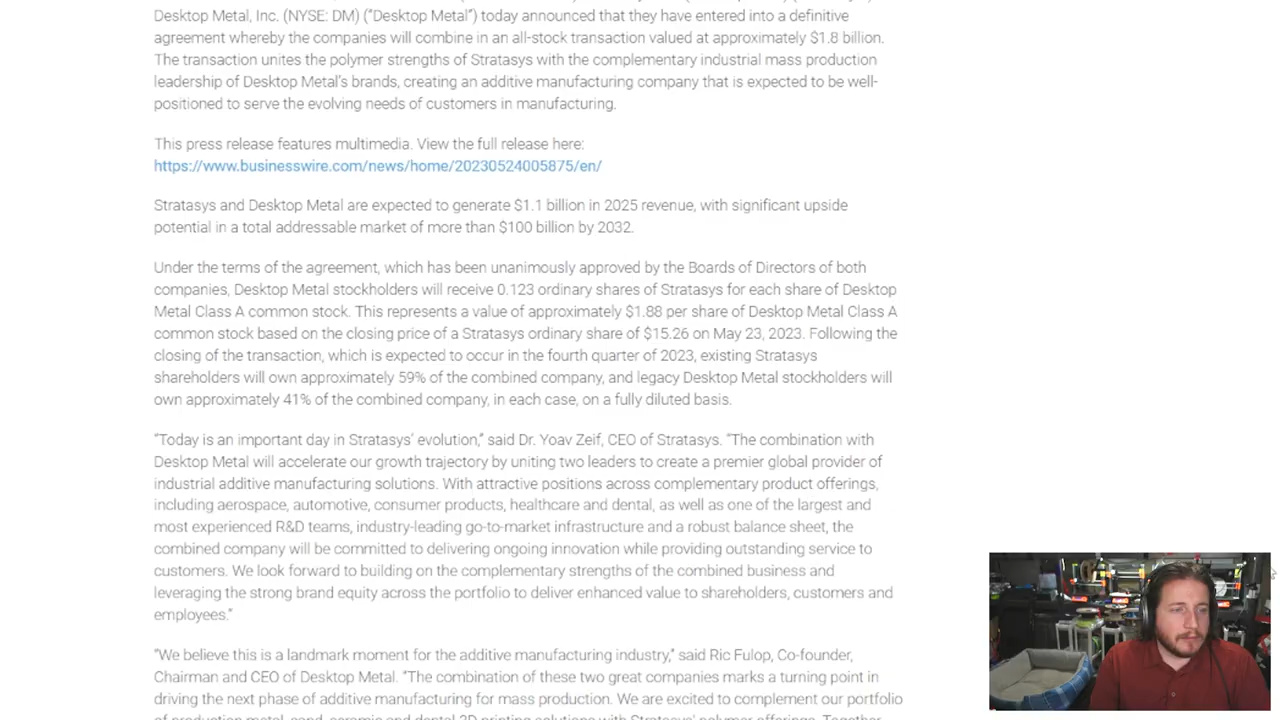 Desktop Metal, Inc. (NYSE: DM) (“Desktop Metal”) today announced that they have entered into a definitive
agreement whereby the companies will combine in an all-stock transaction valued at approximately $1.8 billion.
The transaction unites the polymer strengths of Stratasys with the complementary industrial mass production
leadership of Desktop Metal’s brands, creating an additive manufacturing company that is expected to be well-
positioned to serve the evolving needs of customers in manufacturing.
This press release features multimedia. View the full release here:
https://www.businesswire.com/news/home/20230524005875/en/
Stratasys and Desktop Metal are expected to generate $1.1 billion in 2025 revenue, with significant upside
potential in a total addressable market of more than $100 billion by 2032.
Under the terms of the agreement, which has been unanimously approved by the Boards of Directors of both
companies, Desktop Metal stockholders will receive 0.123 ordinary shares of Stratasys for each share of Desktop
Metal Class A common stock. This represents a value of approximately $1.88 per share of Desktop Metal Class A
common stock based on the closing price of a Stratasys ordinary share of $15.26 on May 23, 2023. Following the
closing of the transaction, which is expected to occur in the fourth quarter of 2023, existing Stratasys
shareholders will own approximately 59% of the combined company, and legacy Desktop Metal stockholders will
own approximately 41% of the combined company, in each case, on a fully diluted basis.
“Today is an important day in Stratasys’ evolution,” said Dr. Yoav Zeif, CEO of Stratasys. “The combination with
Desktop Metal will accelerate our growth trajectory by uniting two leaders to create a premier global provider of
industrial additive manufacturing solutions. With attractive positions across complementary product offerings,
including aerospace, automotive, consumer products, healthcare and dental, as well as one of the largest and
most experienced R&D teams, industry-leading go-to-market infrastructure and a robust balance sheet, the
combined company will be committed to delivering ongoing innovation while providing outstanding service to
customers. We look forward to building on the complementary strengths of the combined business and
leveraging the strong brand equity across the portfolio to deliver enhanced value to shareholders, customers and
employees.”
“We believe this is a landmark moment for the additive manufacturing industry,” said Ric Fulop, Co-founder,
Chairman and CEO of Desktop Metal. “The combination of these two great companies marks a turning point in
driving the next phase of additive manufacturing for mass production. We are excited to complement our portfolio
of production metal, sand, ceramic and dental 3D printing solutions with Stratasys’ polymer offerings. Together,